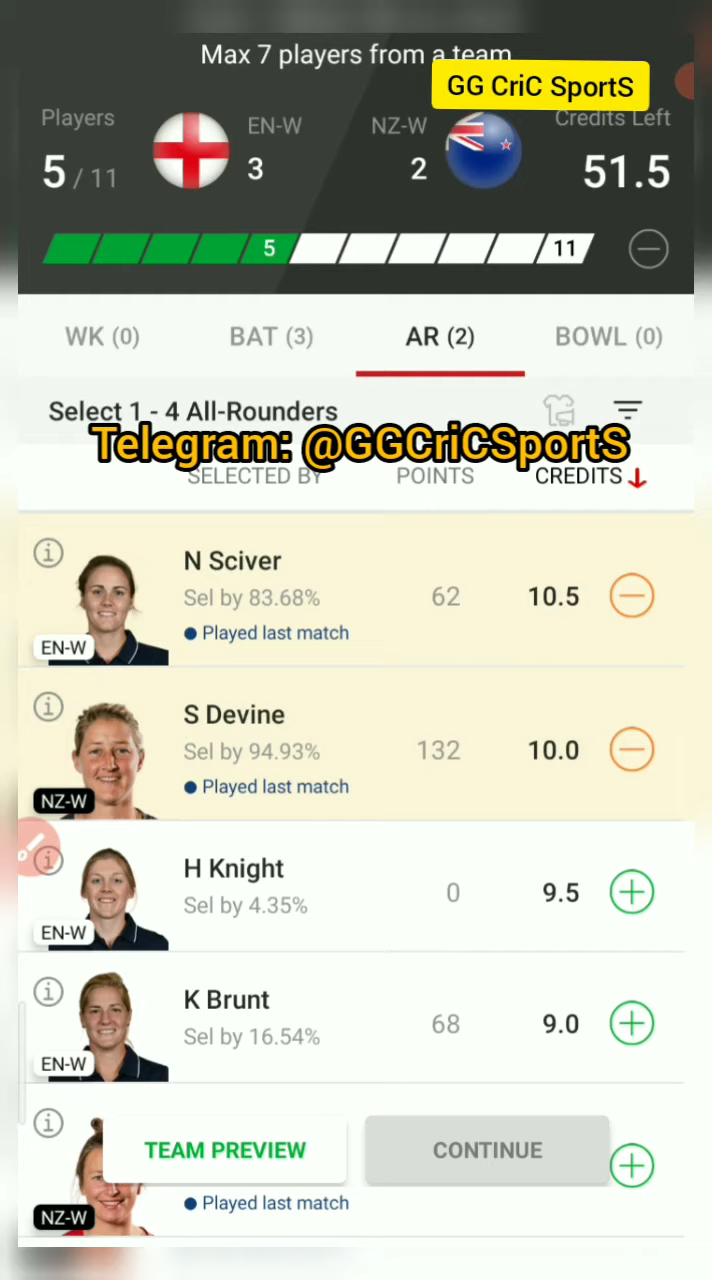 Max 7 players from a team
GG CriC SportS
Players
EN-W
NZ-W
Credits Left
5 / 11
3
2
51.5
5
11
WK (0)
BAT (3)
AR (2)
BOWL (0)
Select 1 - 4 All-Rounders
Telegram: @GGCriCSportS
SELECTED BY
POINTS
CREDITS
N Sciver
Sel by 83.68%
62
10.5
Played last match
EN-W
S Devine
Sel by 94.93%
132
10.0
Played last match
NZ-W
H Knight
Sel by 4.35%
0
9.5
EN-W
K Brunt
Sel by 16.54%
68
9.0
EN-W
TEAM PREVIEW
CONTINUE
Played last match
NZ-W